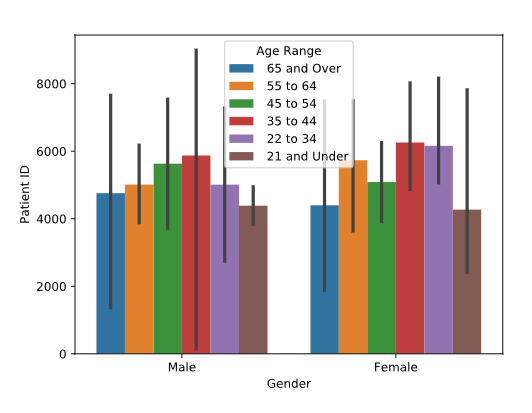 Age Range
65 and Over
55 to 64
45 to 54
35 to 44
22 to 34
21 and Under
8000
6000
4000
2000
0
Patient ID
Male
Female
Gender